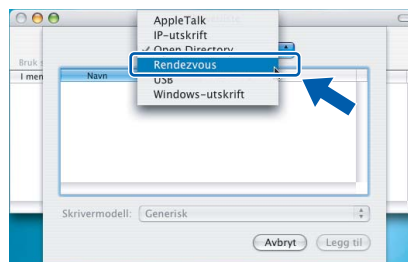 AppleTalk
IP-utskrift
Open Directory
Rendezvous
USB
Windows-utskrift
Bruk
I men
Navn
Skrivermodell: Generisk
Avbryt Legg til